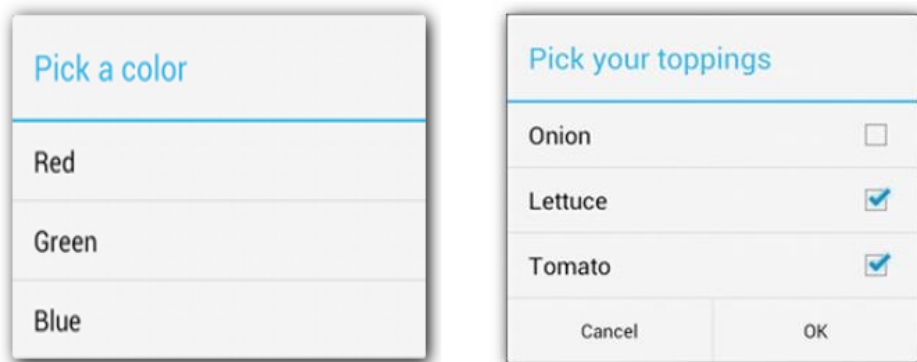 Pick a color
Red
Green
Blue
Pick your toppings
Onion
Lettuce
Tomato
Cancel OK